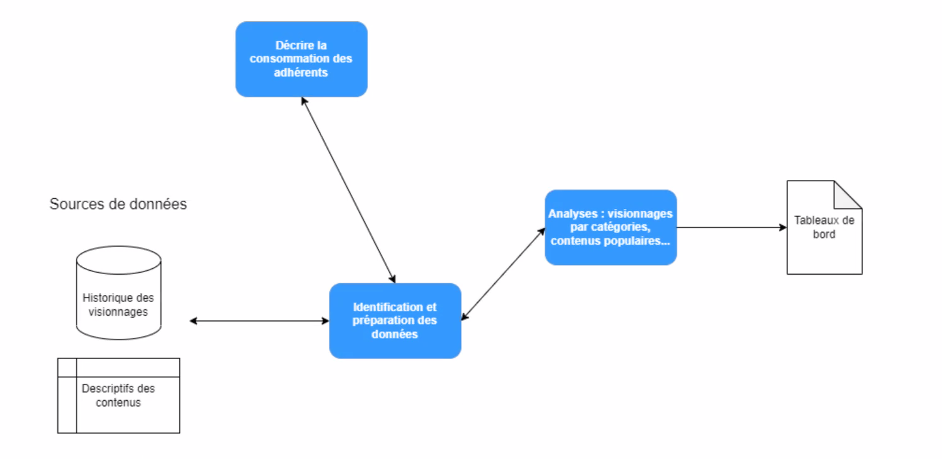 Décrire la
consommation des
adhérents
Sources de données
Historique des
visionnages
Descriptifs des
contenus
Identification et
préparation des
données
Analyses : visionnages
par catégories,
contenus populaires...
Tableaux de
bord